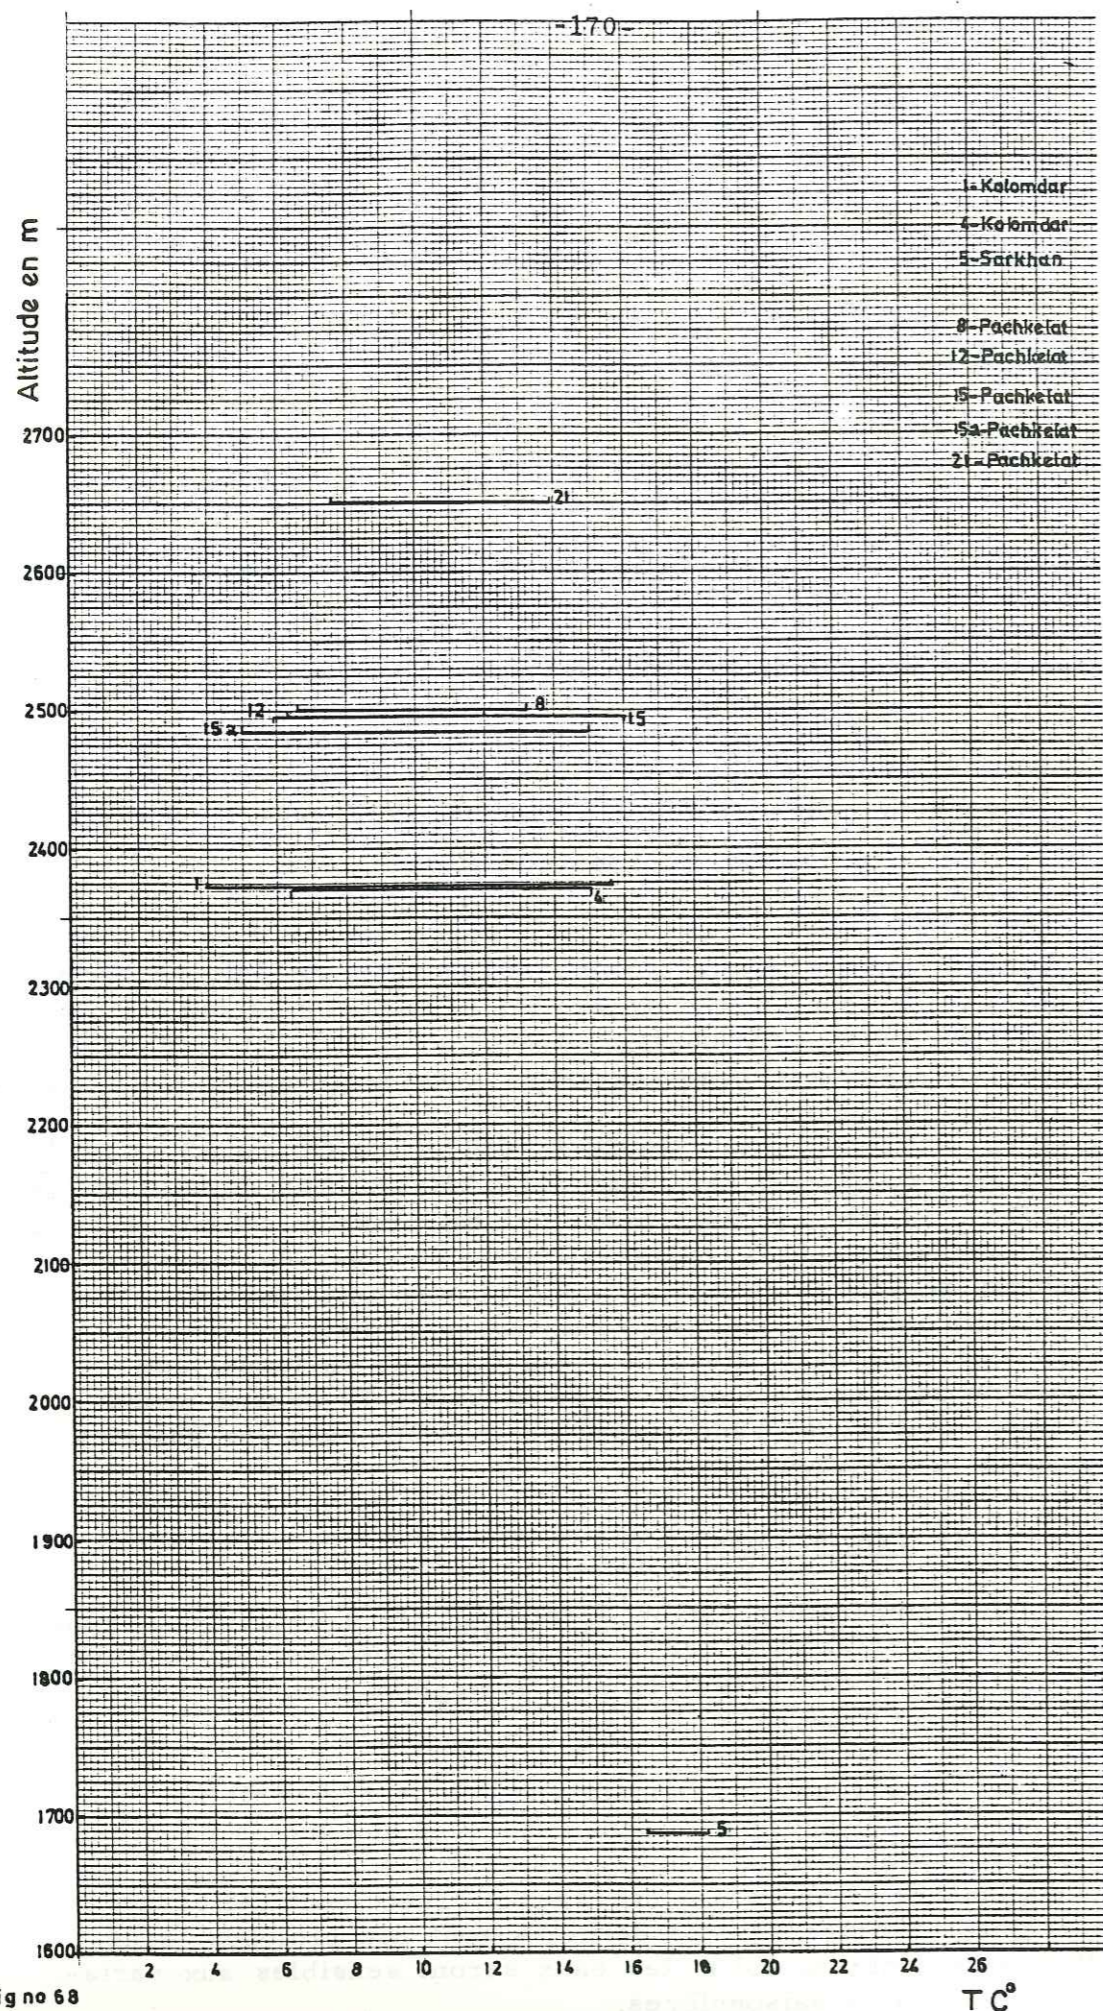 -170-
1-Kolomdar
4-Kolomdar
5-Sarkhan
8-Pachkelat
12-Pachkelat
15-Pachkelat
15a-Pachkelat
21-Pachkelat
Altitude en m
2700
21
2600
12
8
2500
15
15a
2400
1
4
2300
2200
2100
2000
1900
1800
1700
5
1600
2 4 6 8 10 12 14 16 18 20 22 24 26
ig no 68
T C°